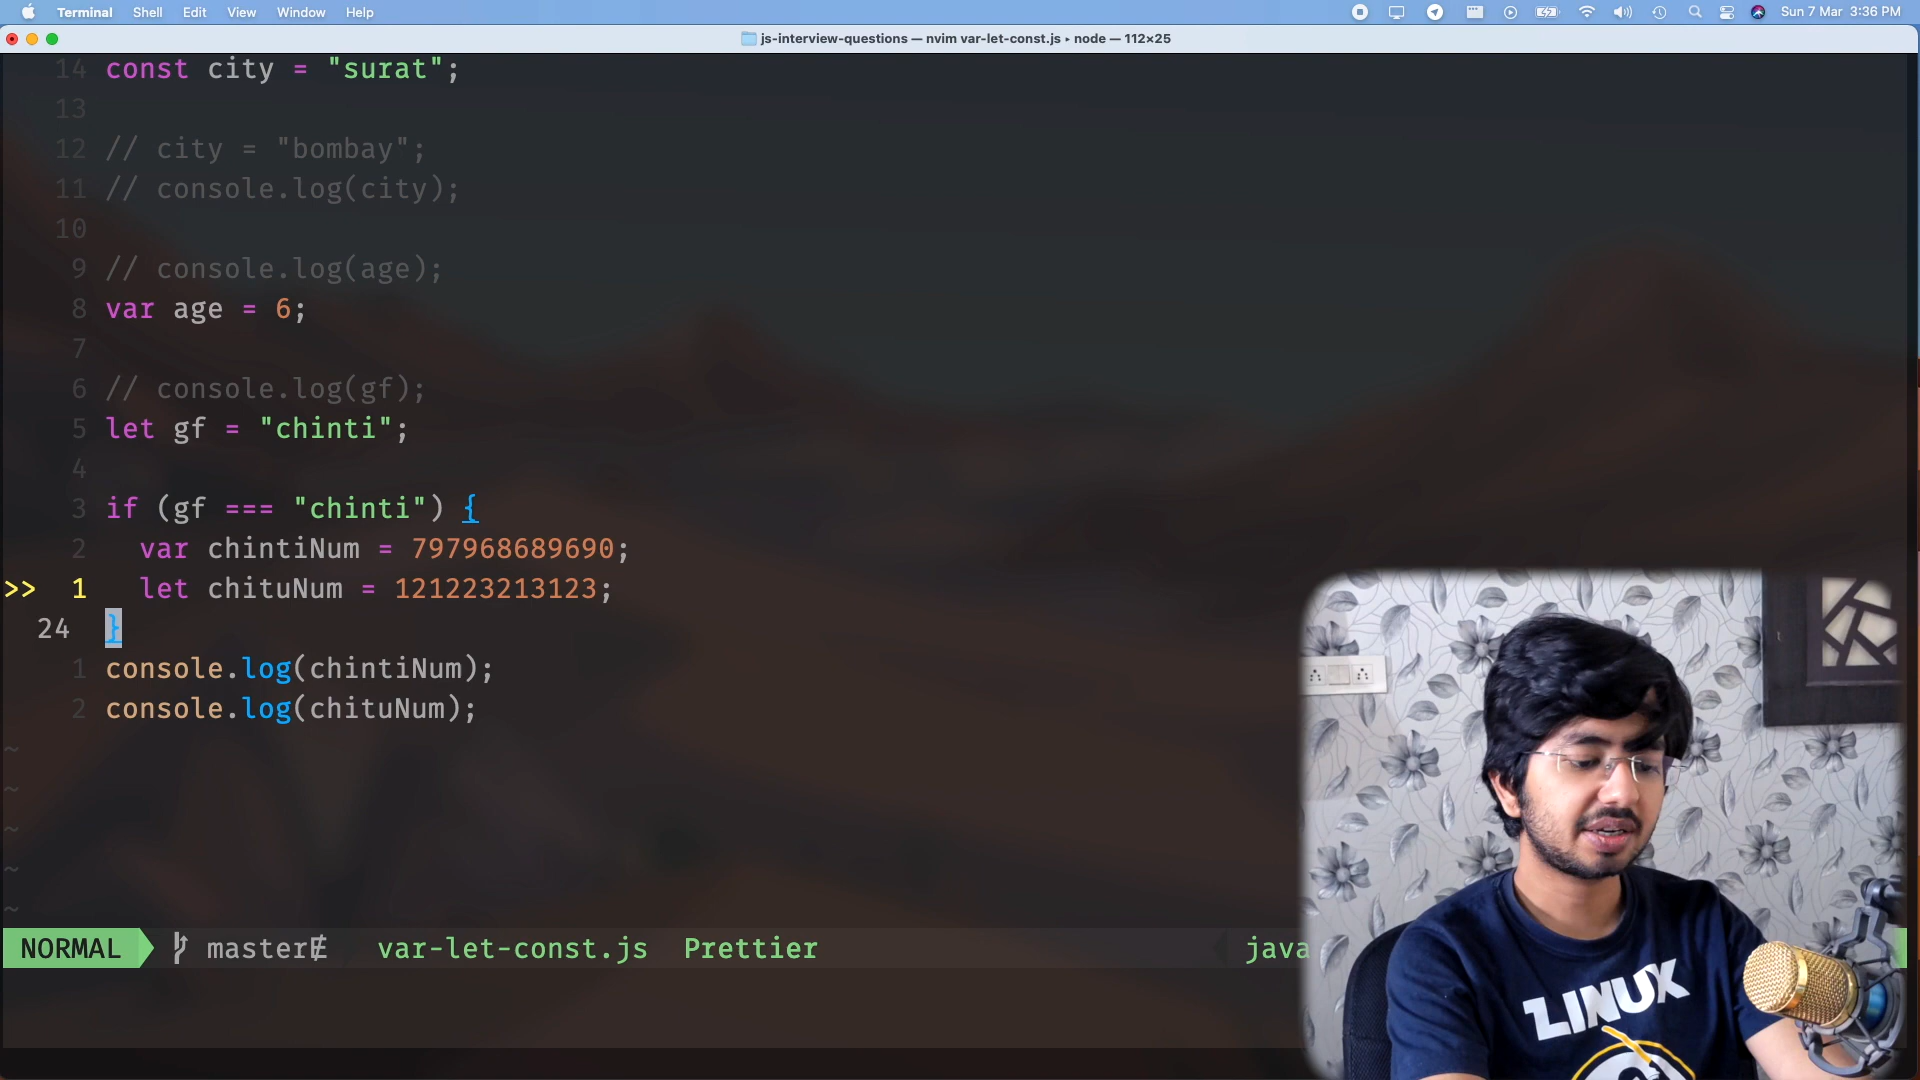 Terminal Shell Edit View Window Help Sun 7 Mar 3:36 PM
js-interview-questions — nvim var-let-const.js ‣ node — 112×25
14 const city = "surat";
13
12 // city = "bombay";
11 // console.log(city);
10
9 // console.log(age);
8 var age = 6;
7
6 // console.log(gf);
5 let gf = "chinti";
4
3 if (gf === "chinti") {
2 var chintiNum = 797968689690;
>> 1 let chituNum = 121223213123;
24 }
1 console.log(chintiNum);
2 console.log(chituNum);
~
~
~
~
~
NORMAL master var-let-const.js Prettier java
LINUX